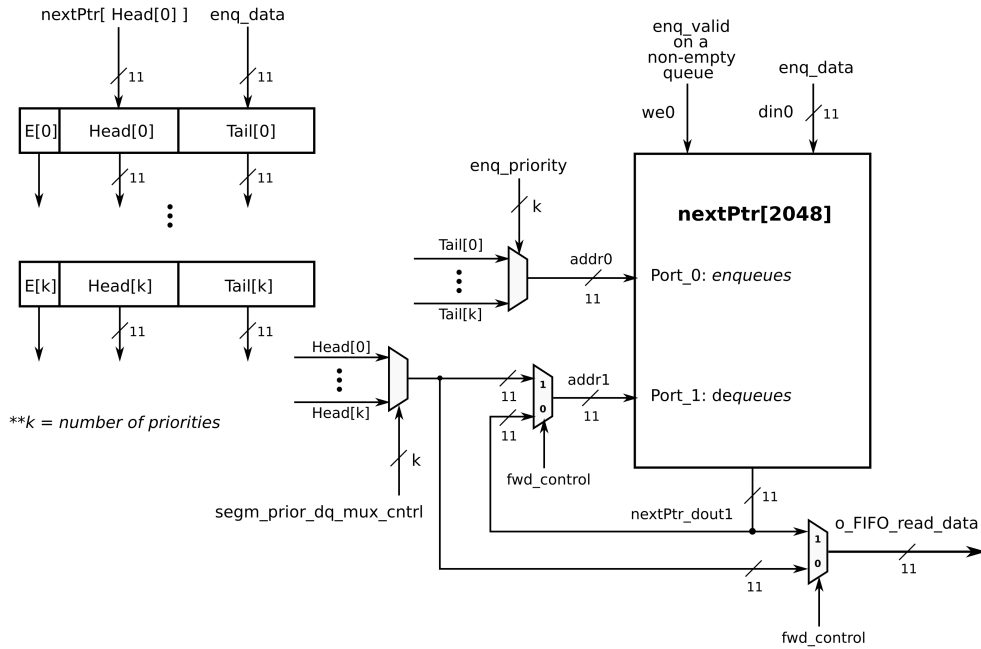 nextPtr[ Head[0] ]
enq_data
11
11
E[0]
Head[0]
Tail[0]
11
11
E[k]
Head[k]
Tail[k]
11
11
**k = number of priorities
enq_valid
on a
non-empty
queue
enq_data
we0
din0
11
nextPtr[2048]
enq_priority
k
Tail[0]
Tail[k]
addr0
11
Port_0: enqueues
Head[0]
Head[k]
k
segm_prior_dq_mux_cntrl
11
11
1
0
fwd_control
addr1
11
Port_1: dequeues
11
nextPtr_dout1
11
1
0
o_FIFO_read_data
11
fwd_control